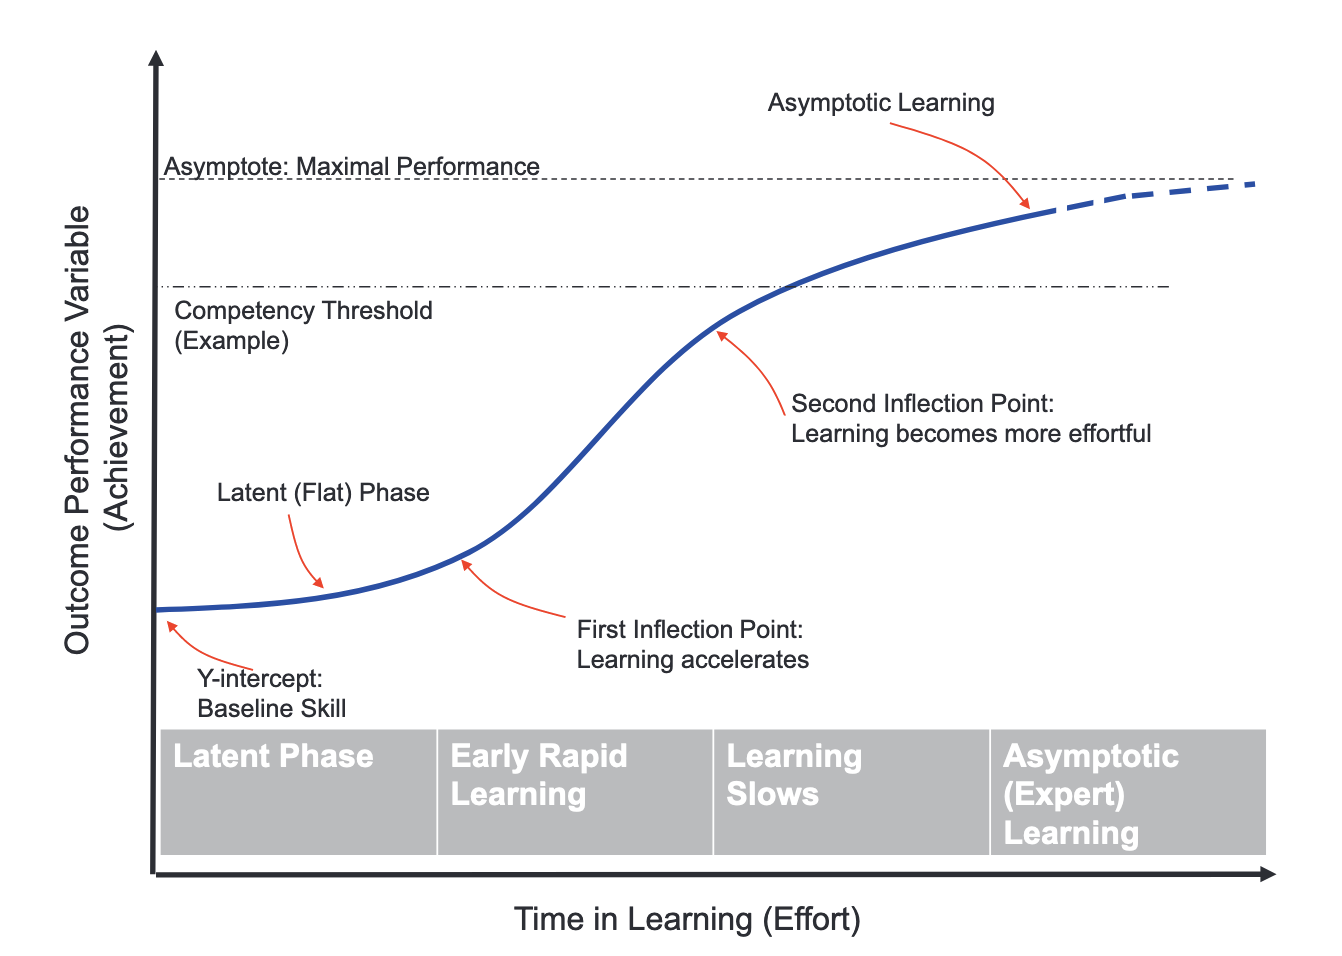 Asymptotic Learning
Asymptote: Maximal Performance
Competency Threshold
(Example)
Second Inflection Point:
Learning becomes more effortful
Latent (Flat) Phase
First Inflection Point:
Learning accelerates
Y-intercept:
Baseline Skill
Outcome Performance Variable
(Achievement)
Latent Phase
Early Rapid
Learning
Learning
Slows
Asymptotic
(Expert)
Learning
Time in Learning (Effort)